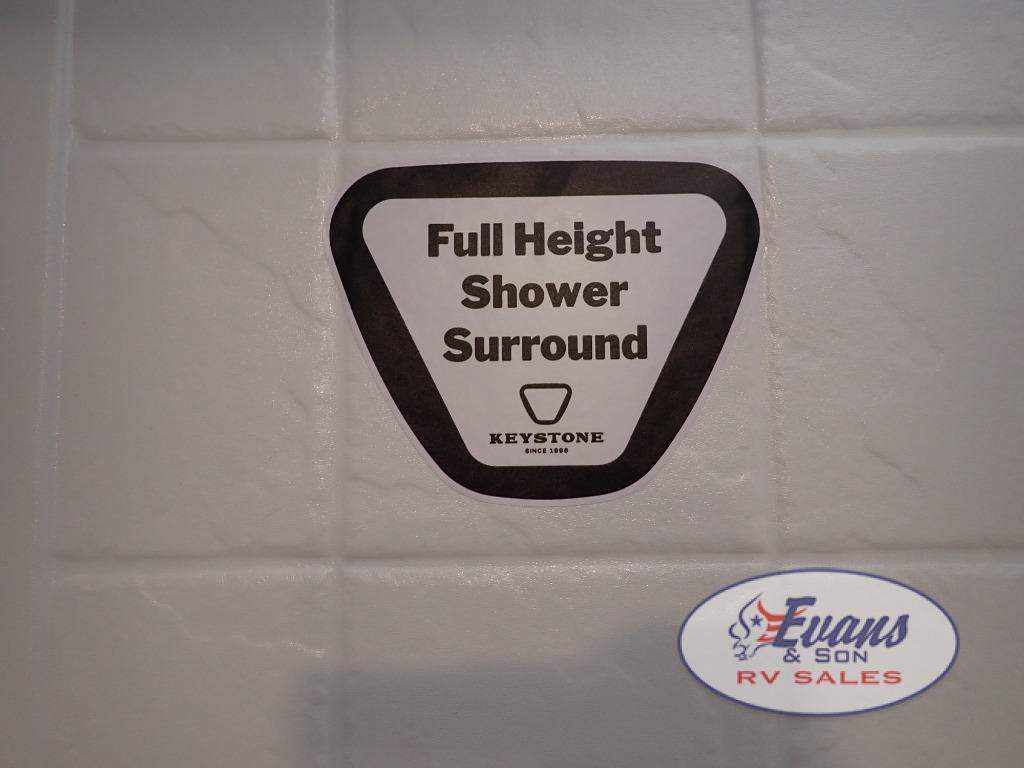 Full Height
Shower
Surround
KEYSTONE
SINCE 1996
Evans
& SON
RV SALES